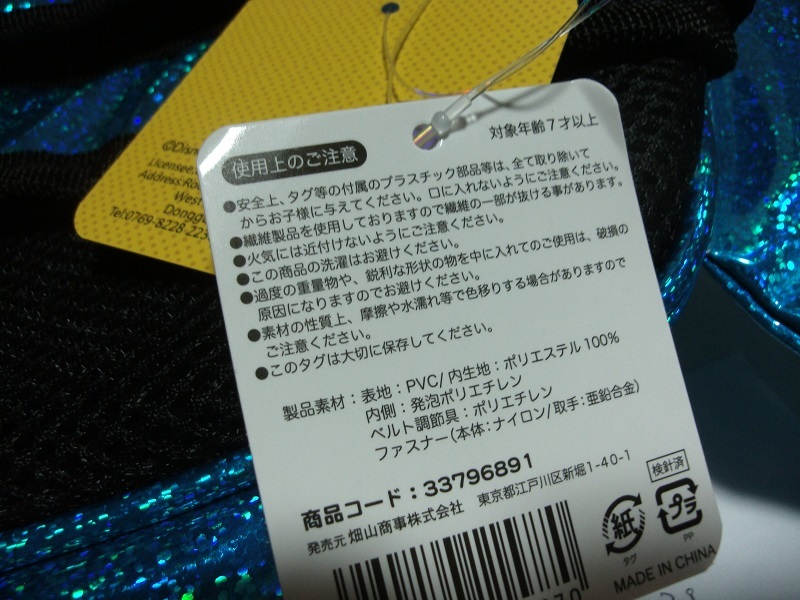 ©Disn
License
Address:Ro
West
Dongg
Tel:0769-8228-223
対象年齢7才以上
使用上のご注意
●安全上、タグ等の付属のプラスチック部品等は、全て取り除いて
からお子様に与えてください。口に入れないようにご注意ください。
●繊維製品を使用しておりますので繊維の一部が抜ける事があります。
●火気には近付けないようにご注意ください。
●この商品の洗濯はお避けください。
●過度の重量物や、鋭利な形状の物を中に入れてのご使用は、破損の
原因になりますのでお避けください。
●素材の性質上、摩擦や水濡れ等で色移りする場合がありますので
ご注意ください。
●このタグは大切に保存してください。
製品素材：表地：PVC/内生地：ポリエステル100%
内側：発泡ポリエチレン
ベルト調節具：ポリエチレン
ファスナー(本体:ナイロン/取手:亜鉛合金)
商品コード：33796891
発売元 畑山商事株式会社 東京都江戸川区新堀1-40-1
検針済
紙
タグ
プラ
PP
MADE IN CHINA